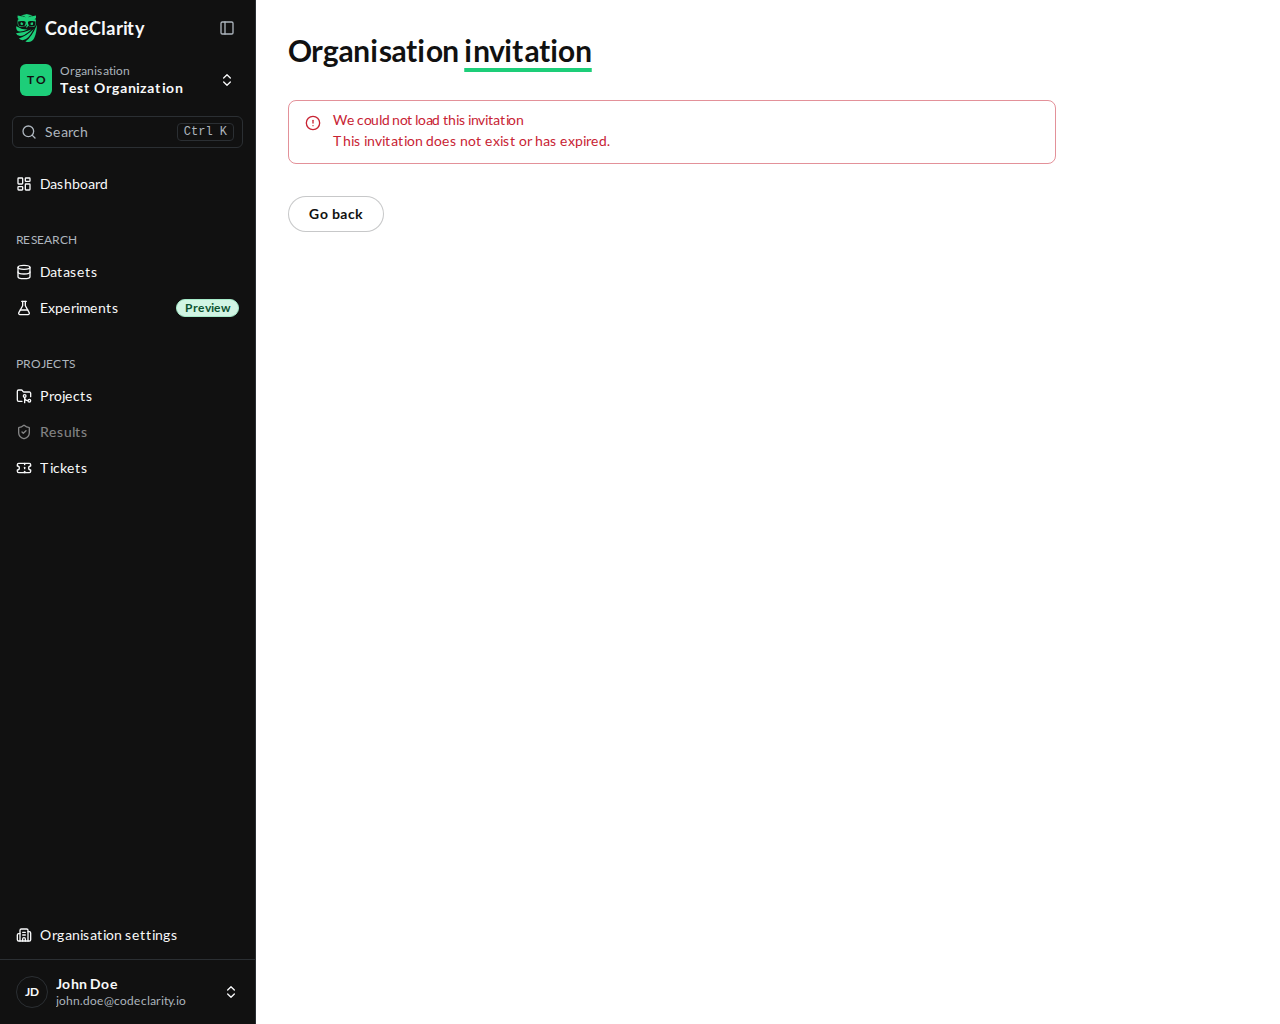 CodeClarity
TO
Organisation
Test Organization
Search
Ctrl K
Dashboard
RESEARCH
Datasets
Experiments
Preview
PROJECTS
Projects
Results
Tickets
Organisation settings
JD
John Doe
john.doe@codeclarity.io
Organisation invitation
We could not load this invitation
This invitation does not exist or has expired.
Go back